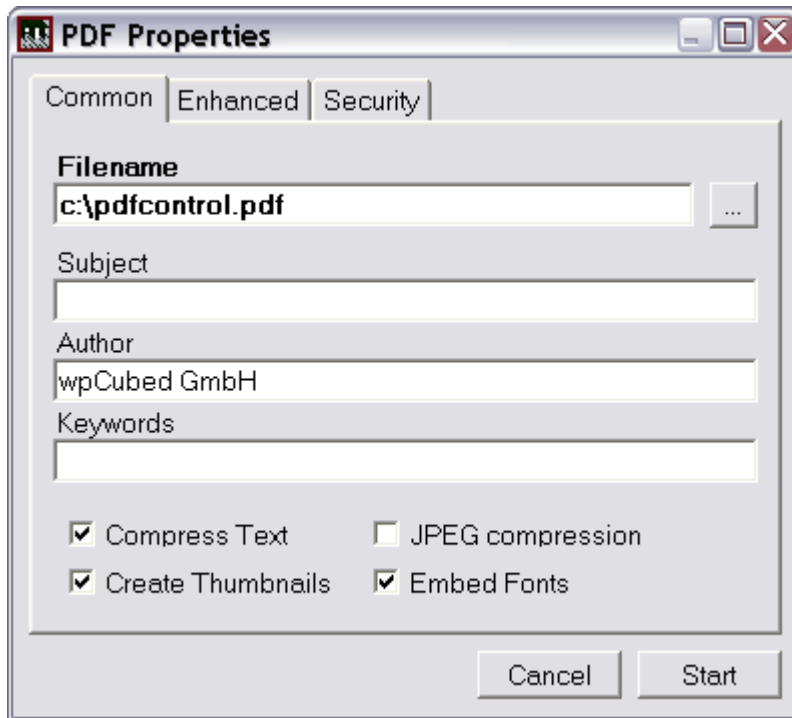 PDF Properties
Common Enhanced Security
Filename
c:\pdfcontrol.pdf ...
Subject
Author
wpCubed GmbH
Keywords
Compress Text JPEG compression
Create Thumbnails Embed Fonts
Cancel Start